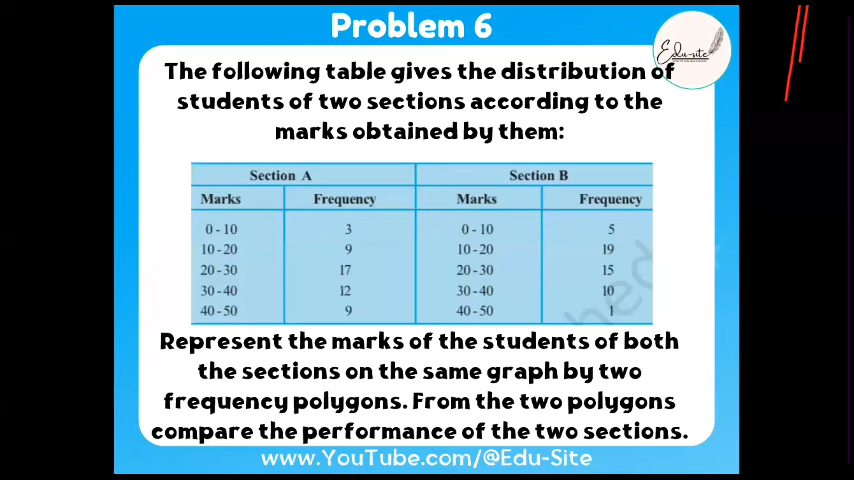 Problem 6
Edu-site
The following table gives the distribution of
students of two sections according to the
marks obtained by them:
Section A Section B
Marks Frequency Marks Frequency
0 - 10 3 0 - 10 5
10 - 20 9 10 - 20 19
20 - 30 17 20 - 30 15
30 - 40 12 30 - 40 10
40 - 50 9 40 - 50 1
Represent the marks of the students of both
the sections on the same graph by two
frequency polygons. From the two polygons
compare the performance of the two sections.
www.YouTube.com/@Edu-Site